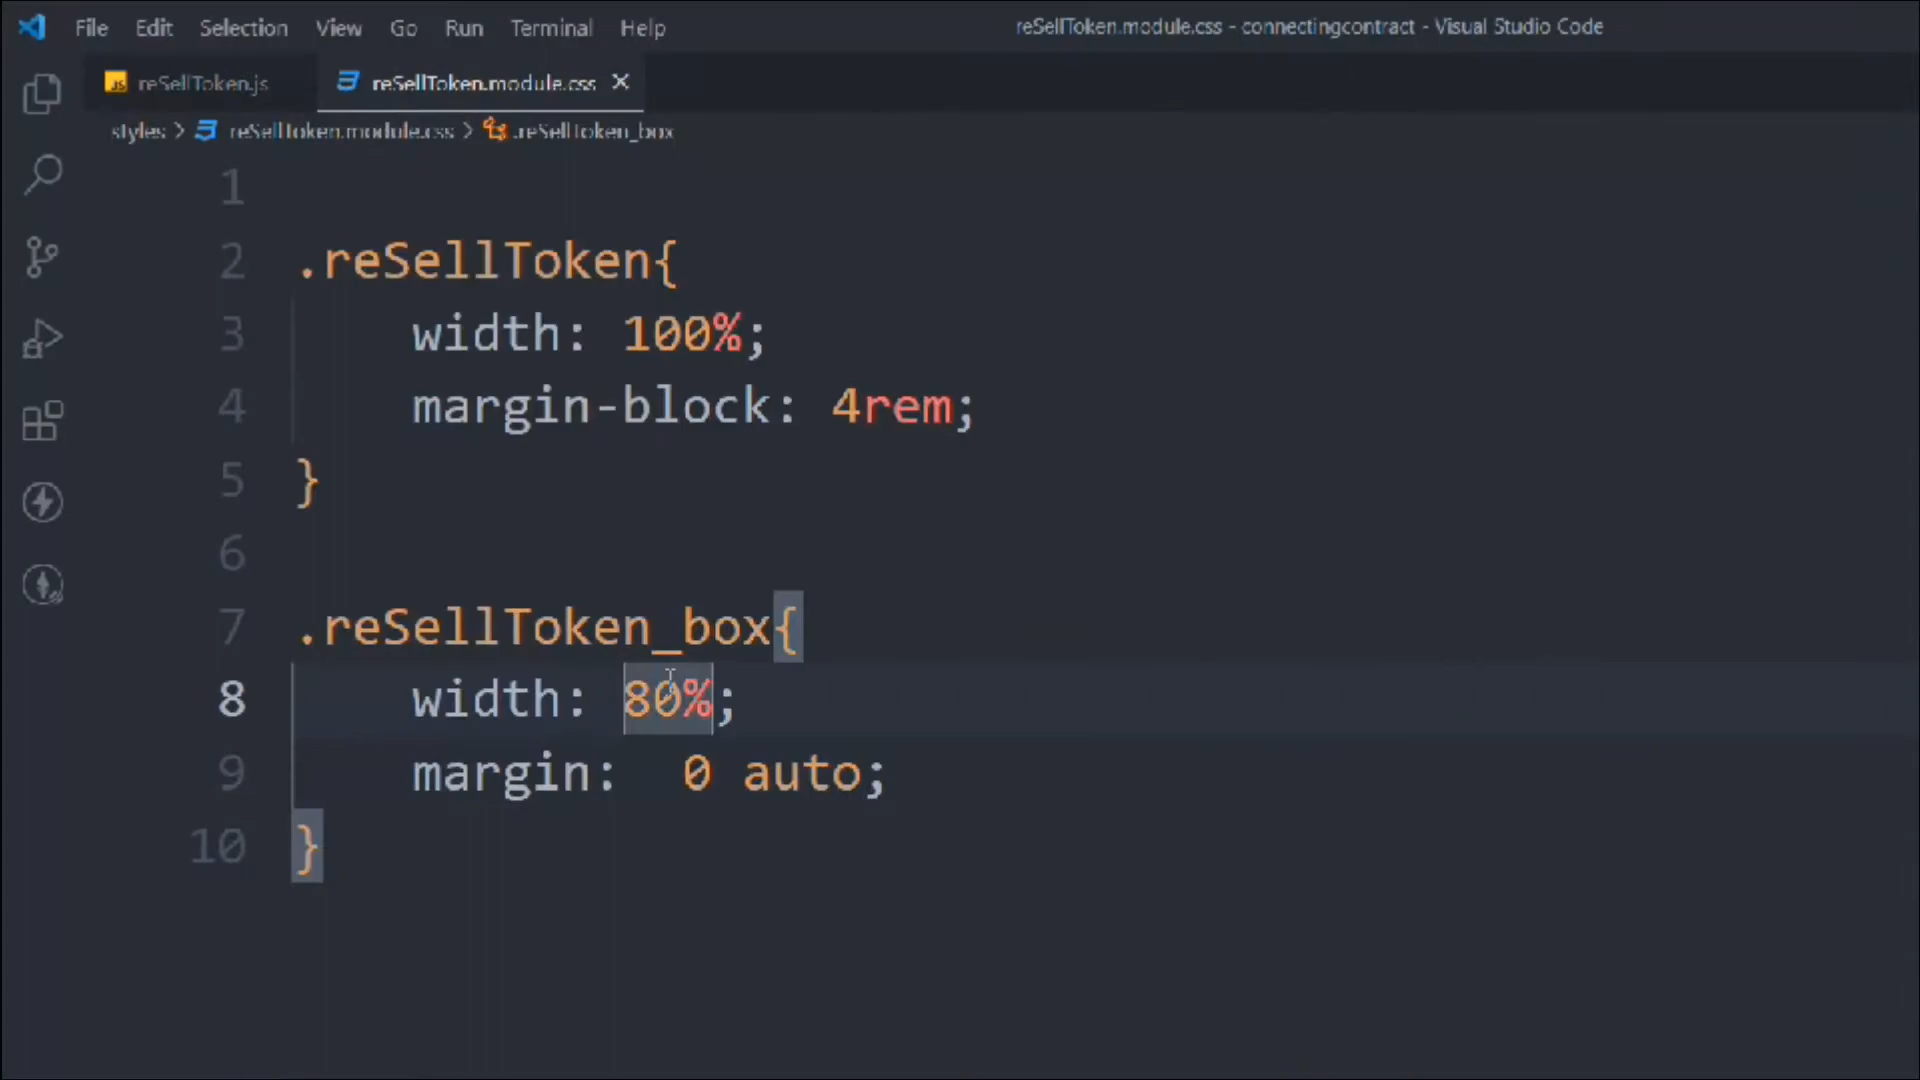 File Edit Selection View Go Run Terminal Help reSellToken.module.css - connectingcontract - Visual Studio Code
JS reSellToken.js reSellToken.module.css ×
styles > reSellToken.module.css > .reSellToken_box
1
2 .reSellToken{
3 width: 100%;
4 margin-block: 4rem;
5 }
6
7 .reSellToken_box{
8 width: 80%;
9 margin:  0 auto;
10 }